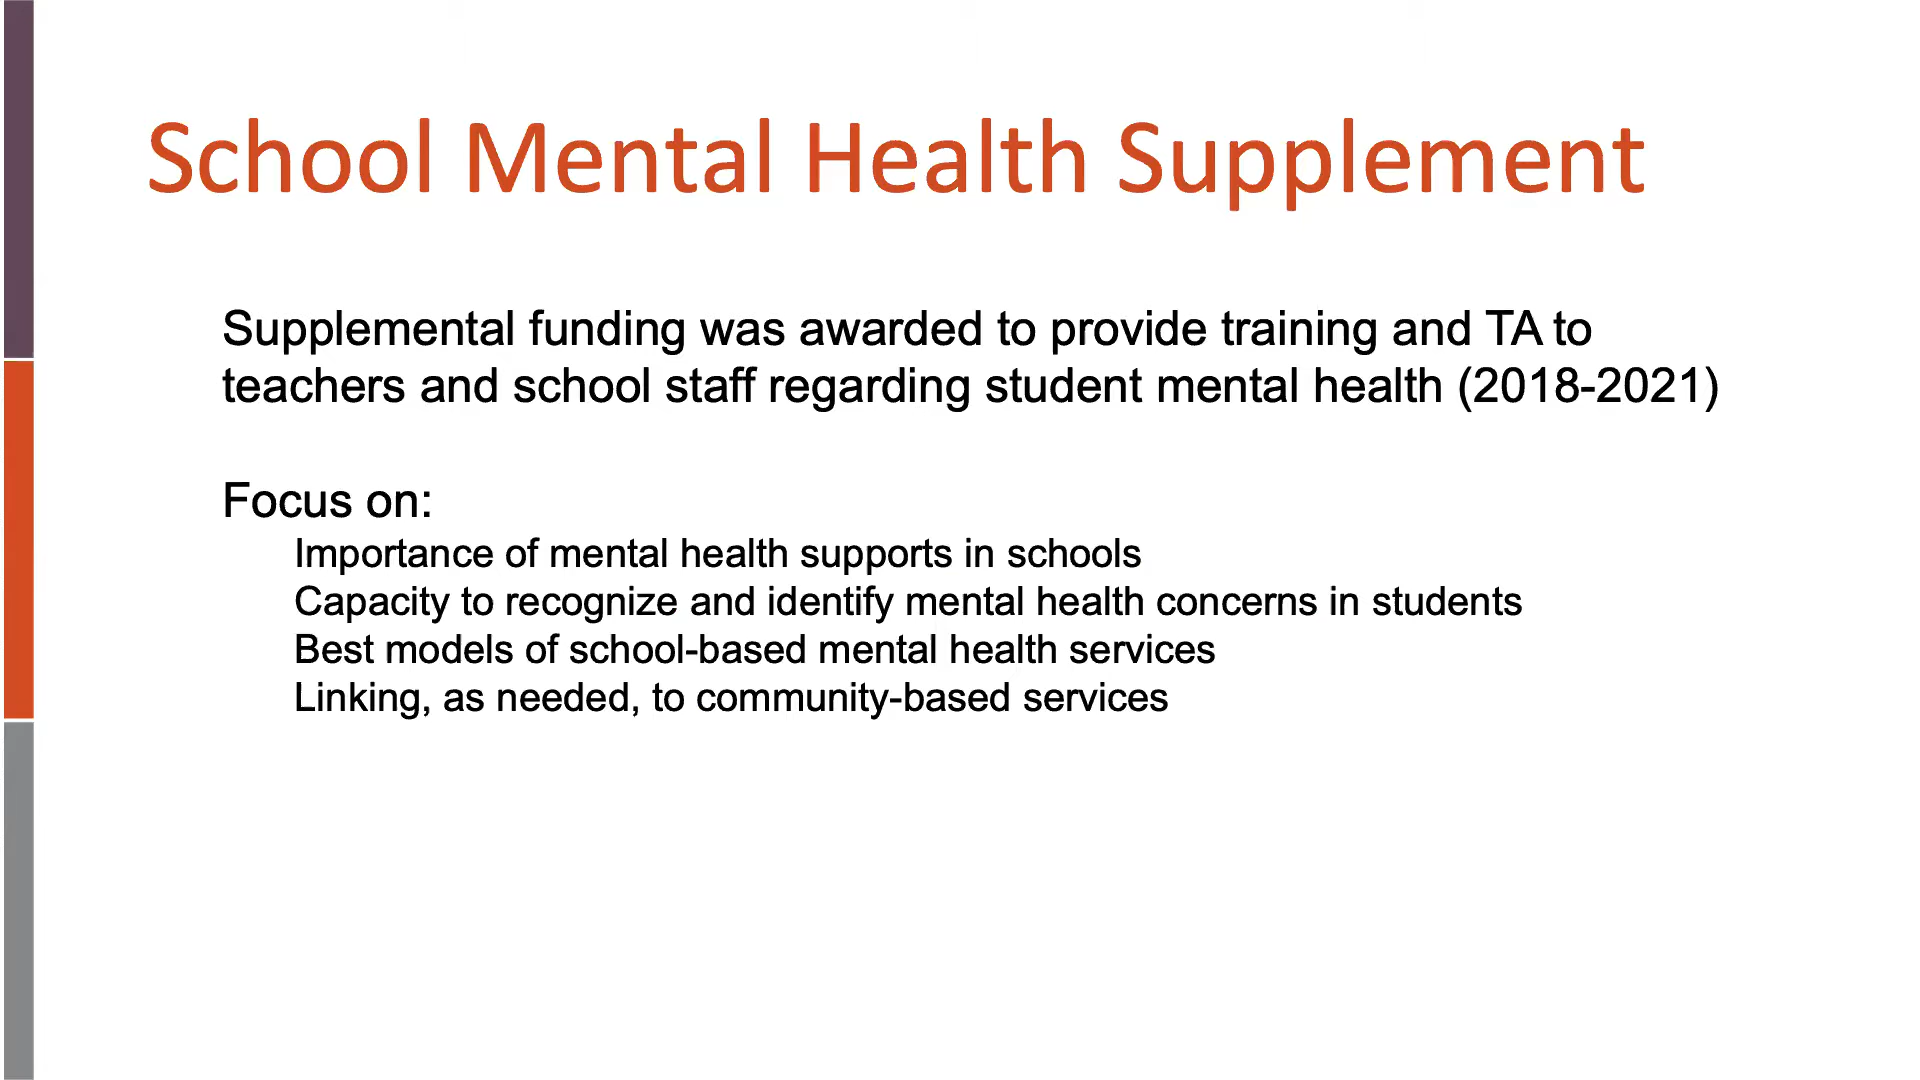 School Mental Health Supplement
Supplemental funding was awarded to provide training and TA to
teachers and school staff regarding student mental health (2018-2021)
Focus on:
Importance of mental health supports in schools
Capacity to recognize and identify mental health concerns in students
Best models of school-based mental health services
Linking, as needed, to community-based services